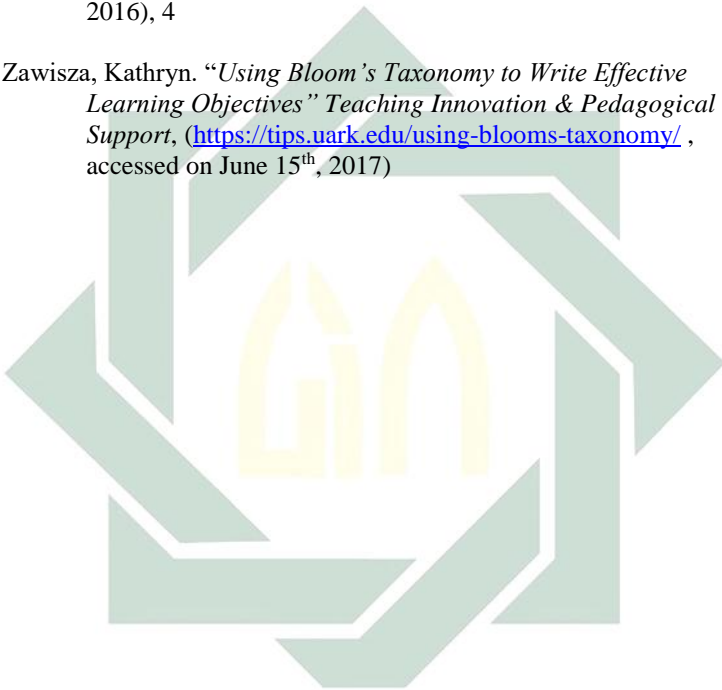 2016), 4
Zawisza, Kathryn. “Using Bloom’s Taxonomy to Write Effective
Learning Objectives” Teaching Innovation & Pedagogical
Support, (https://tips.uark.edu/using-blooms-taxonomy/ ,
accessed on June 15th, 2017)